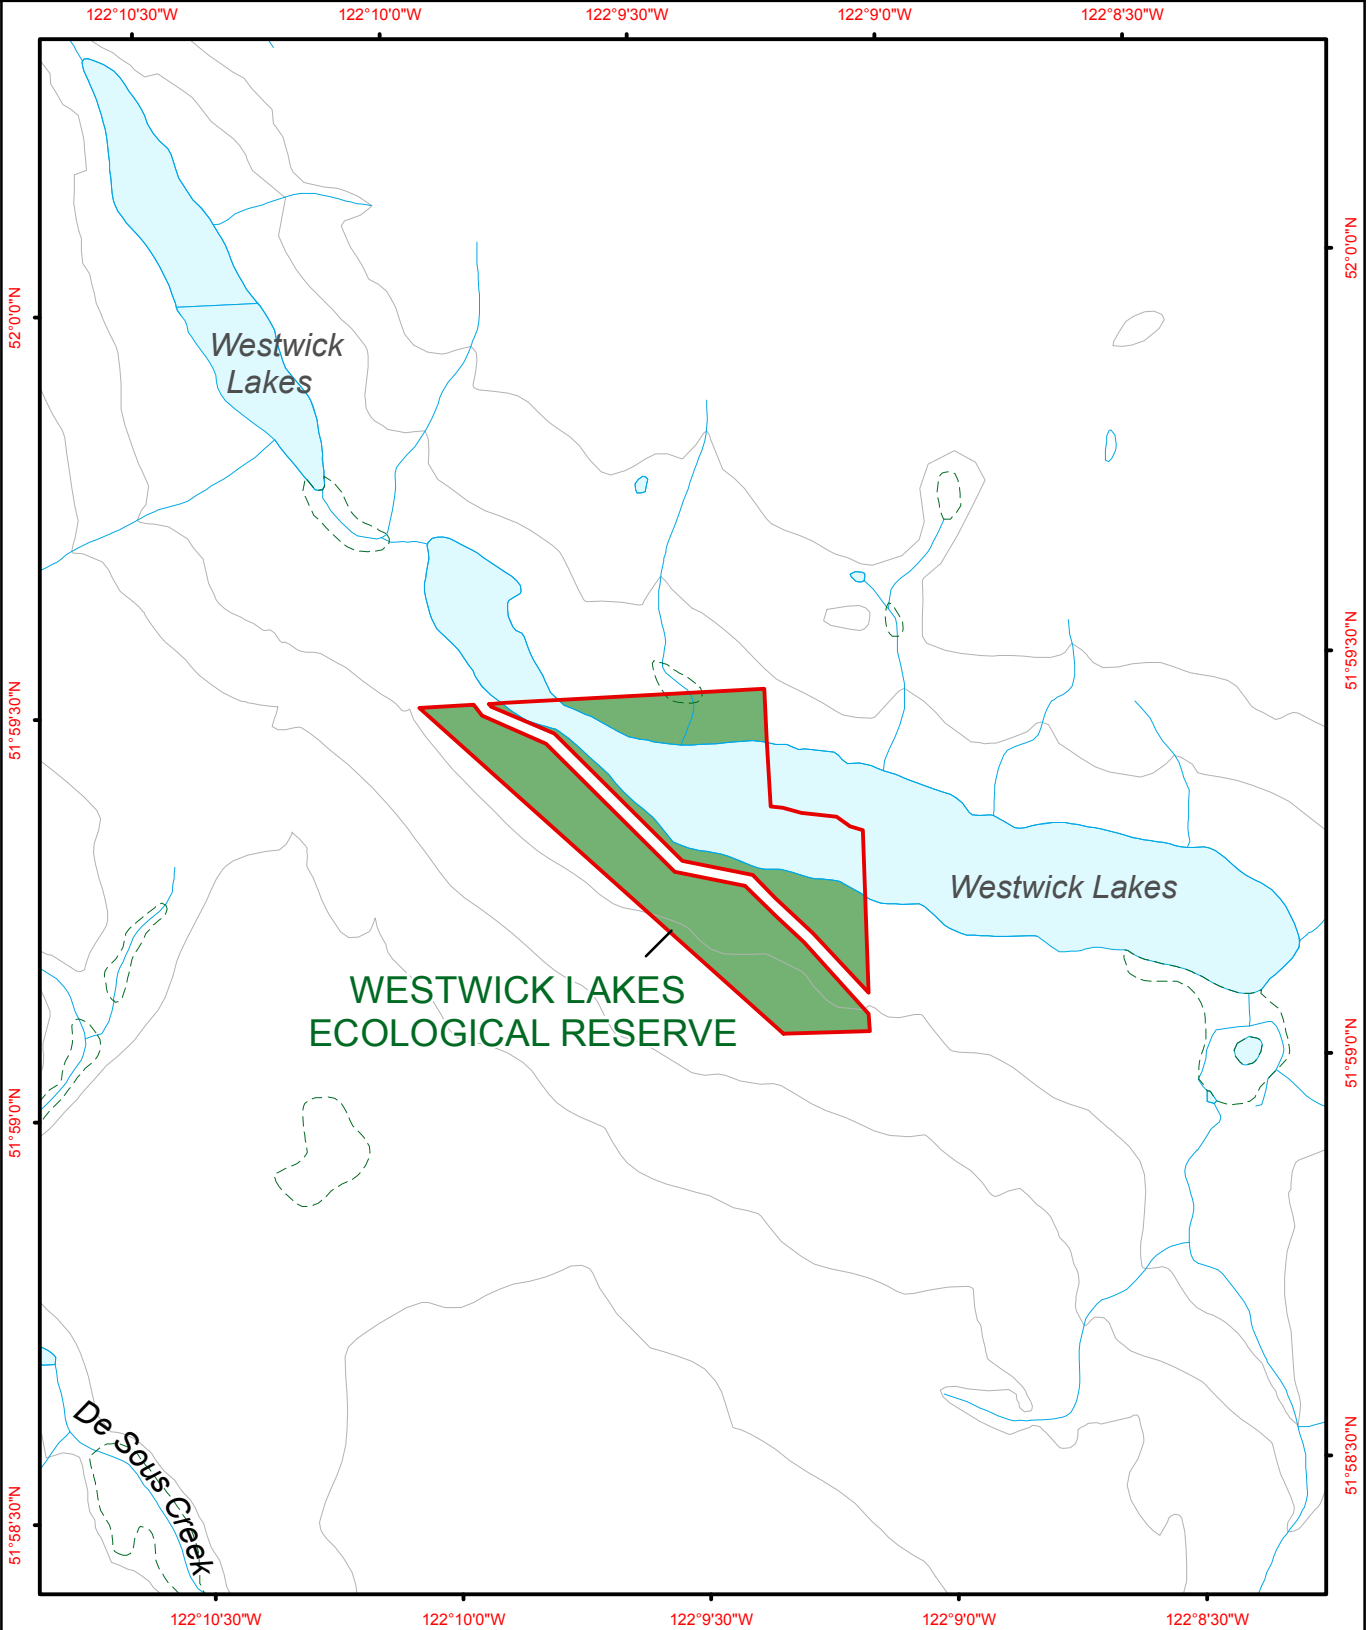 122°10'30"W 122°10'0"W 122°9'30"W 122°9'0"W 122°8'30"W
52°0'0"N
52°0'0"N
Westwick
Lakes
51°59'30"N
51°59'30"N
Westwick Lakes
WESTWICK LAKES
ECOLOGICAL RESERVE
51°59'0"N
51°59'0"N
De Sous Creek
51°58'30"N
51°58'30"N
122°10'30"W 122°10'0"W 122°9'30"W 122°9'0"W 122°8'30"W